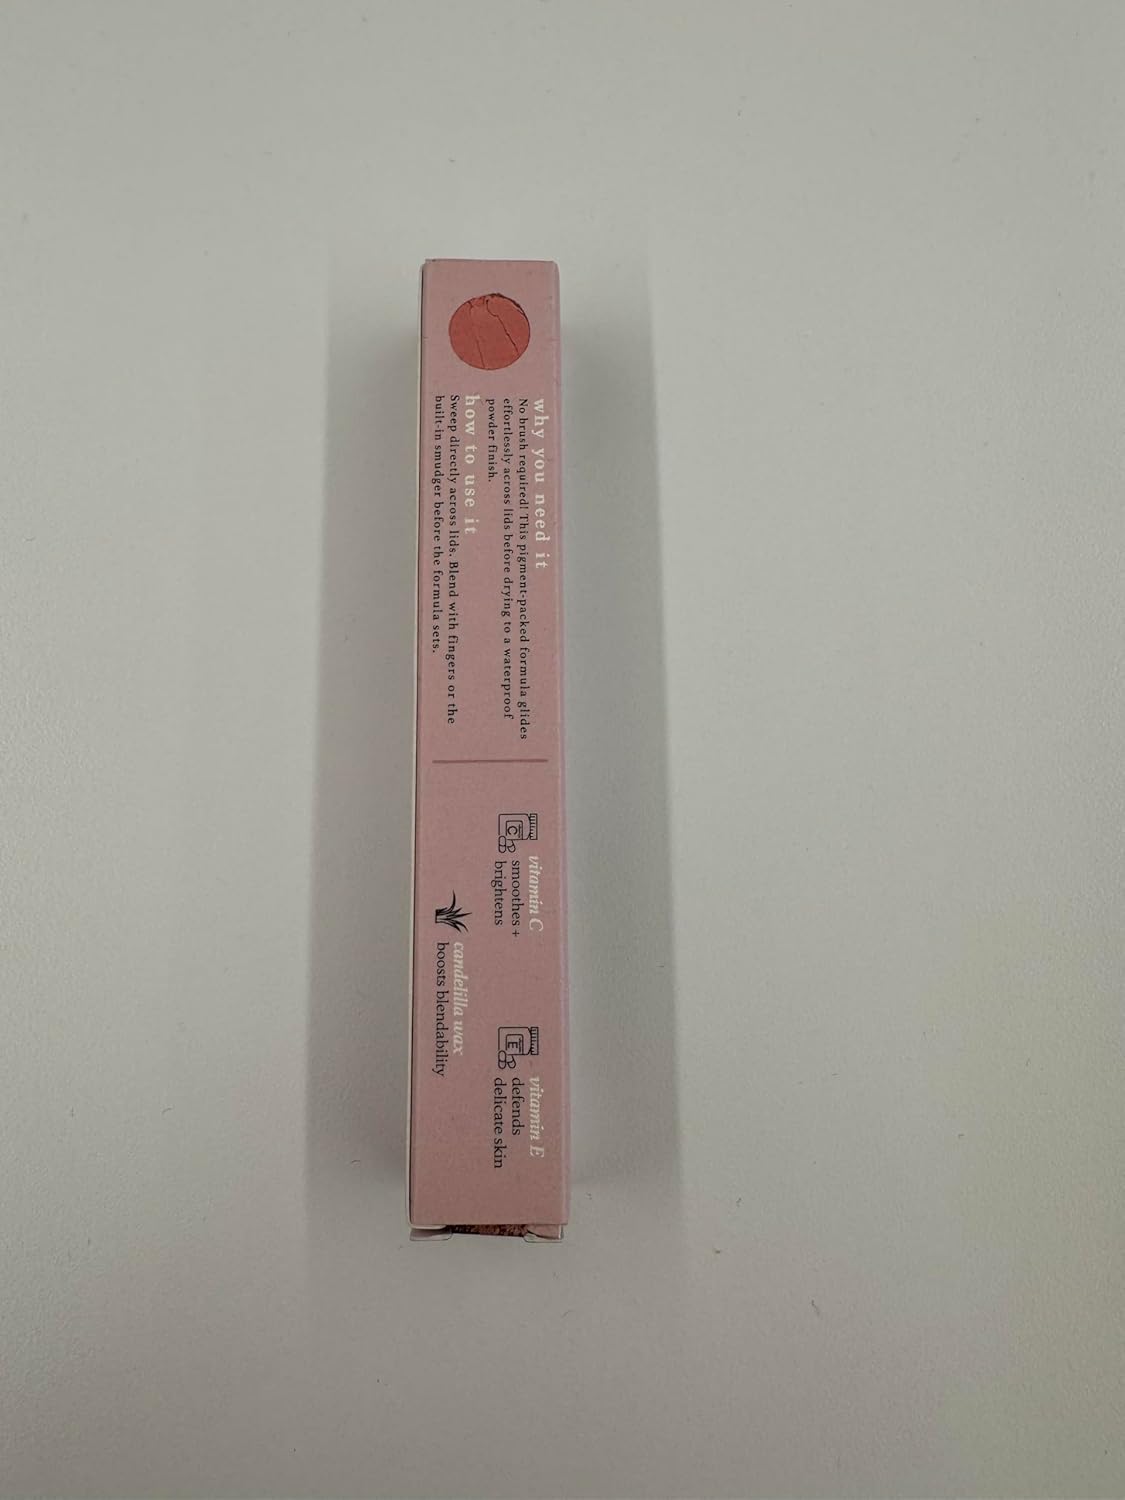 why you need it
No brush required! This pigment-packed formula glides
effortlessly across lids before drying to a waterproof
powder finish.
how to use it
Sweep directly across lids. Blend with fingers or the
built-in smudger before the formula sets.
C
vitamin C
smoothes +
brightens
E
vitamin E
defends
delicate skin
candelilla wax
boosts blendability